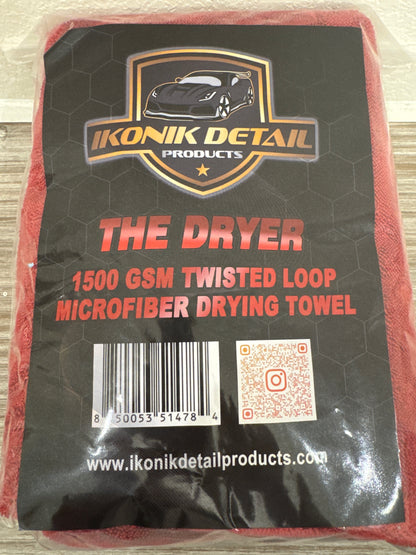 IKONIK DETAIL
PRODUCTS
THE DRYER
1500 GSM TWISTED LOOP
MICROFIBER DRYING TOWEL
8 50053 51478 4
www.ikonikdetailproducts.com